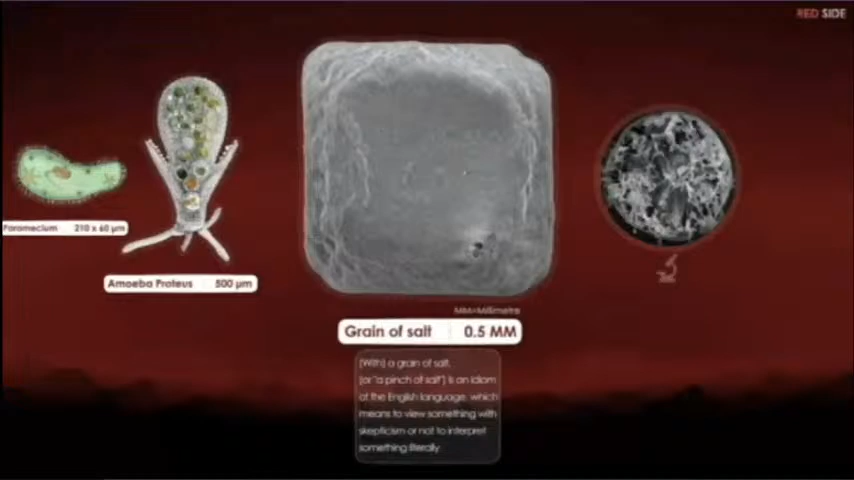 RED SIDE
Paramecium 210 x 60 µm
Amoeba Proteus 500 µm
MM=Millimetre
Grain of salt 0.5 MM
(With) a grain of salt,
(or "a pinch of salt") is an idiom
of the English language, which
means to view something with
skepticism or not to interpret
something literally.